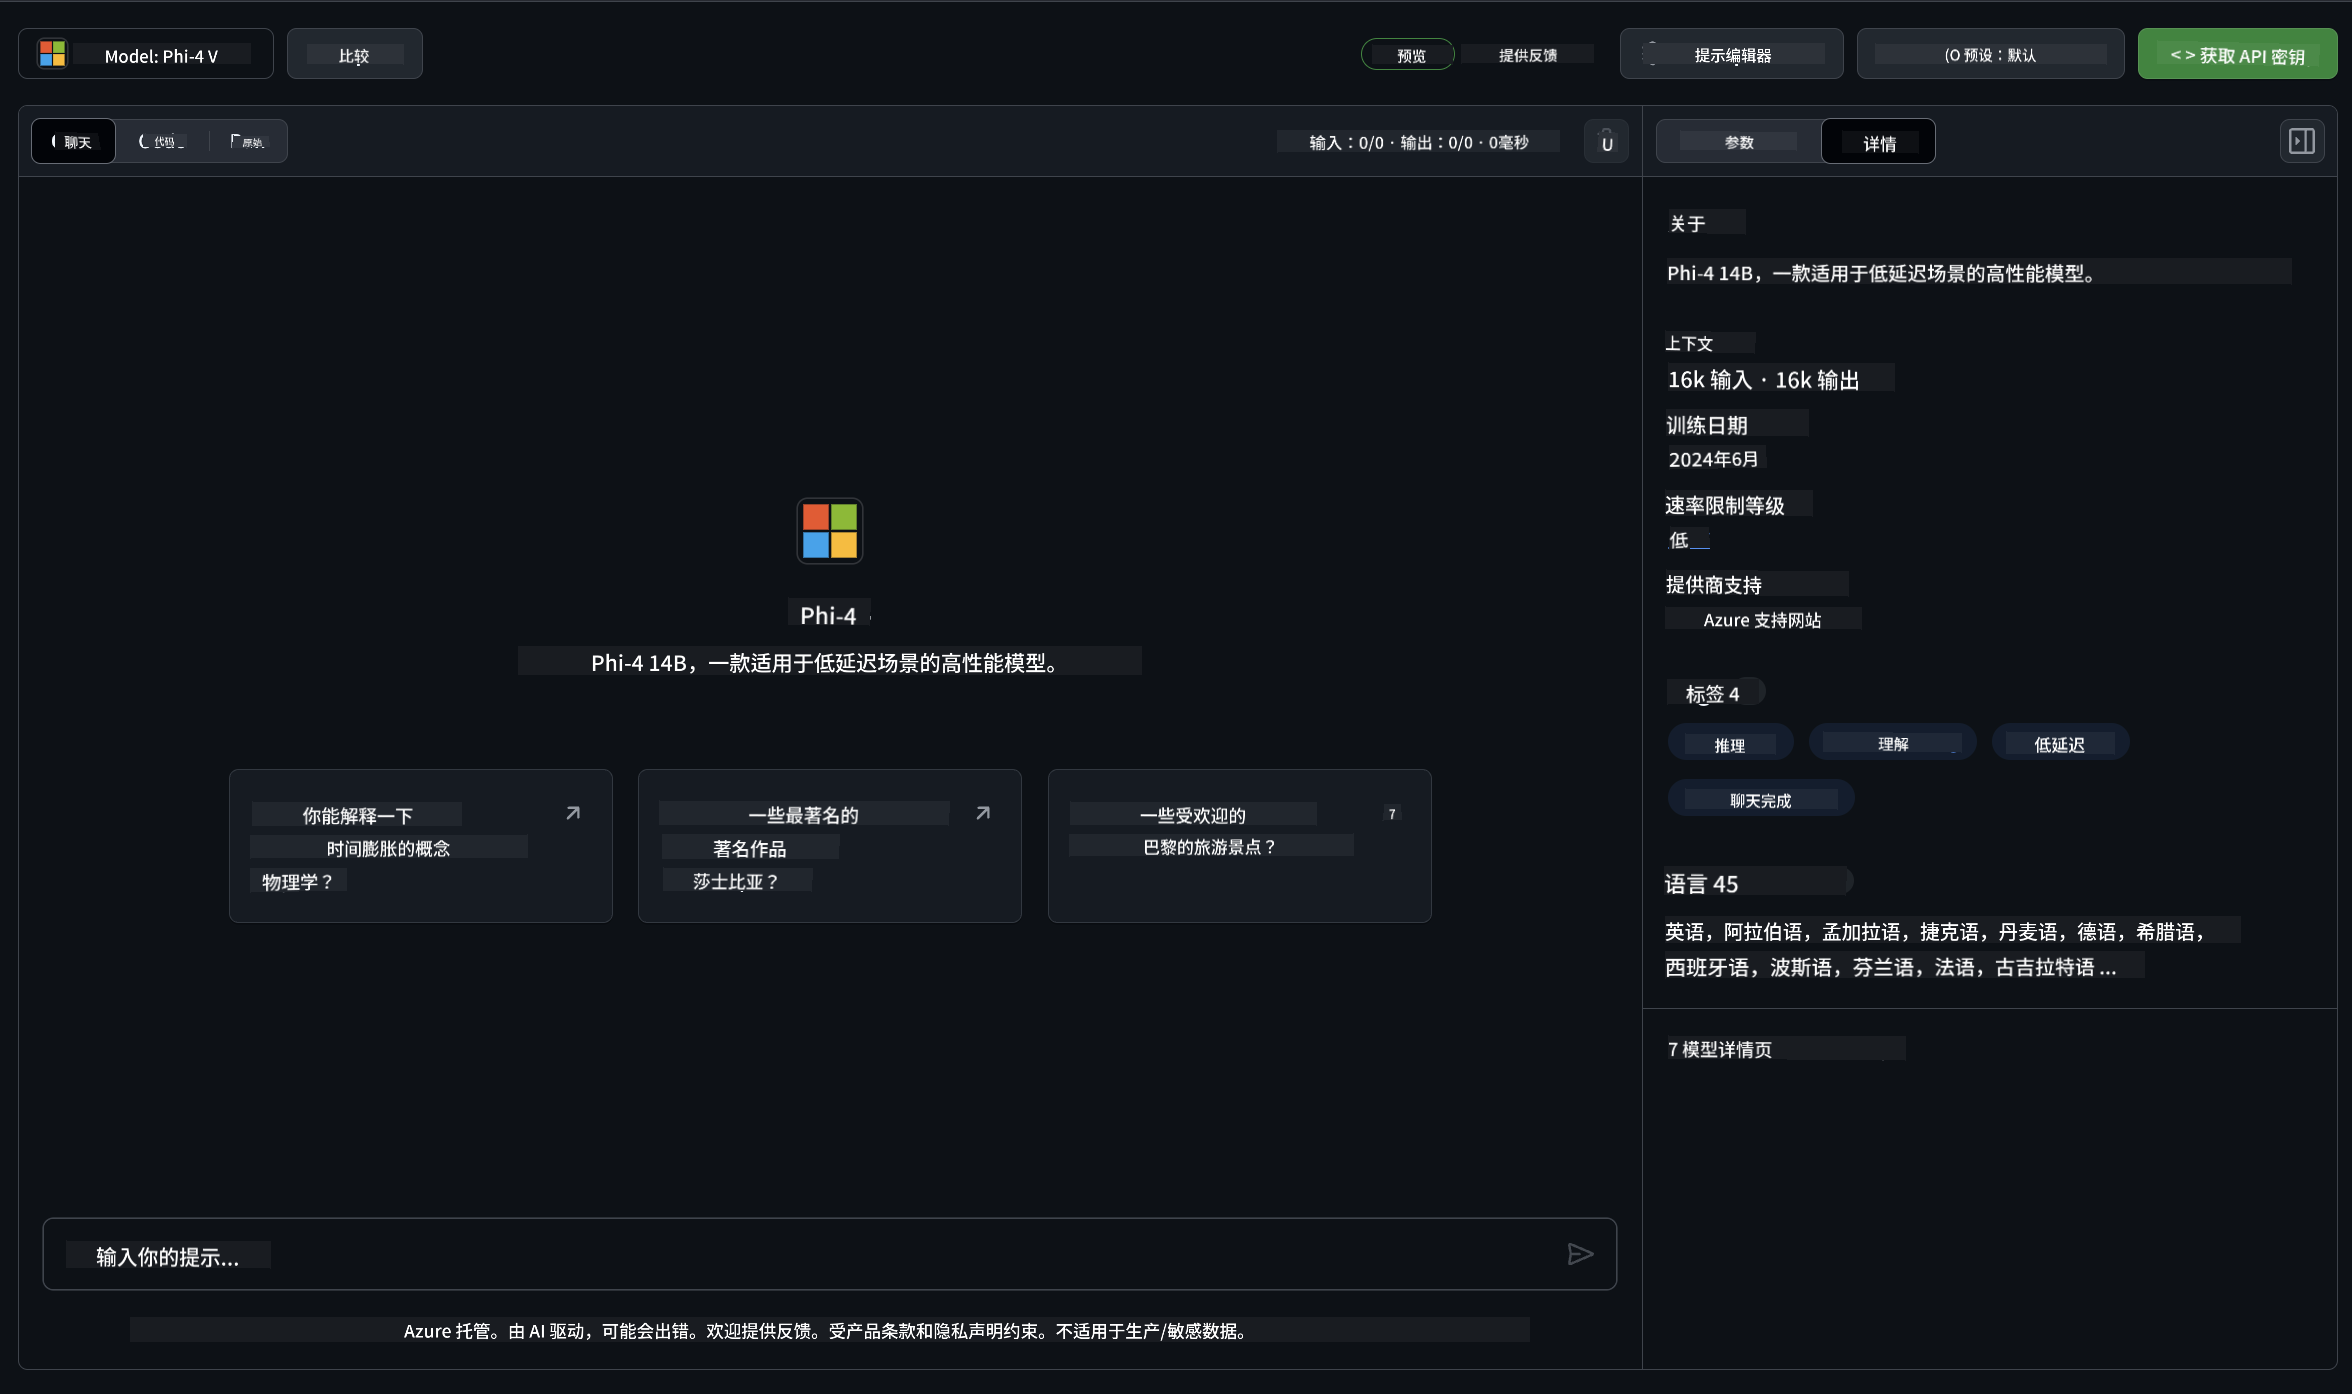 Model: Phi-4 V
比较
预览
提供反馈
提示编辑器
(O 预设：默认
< > 获取 API 密钥
聊天
代码
原始
输入：0/0 · 输出：0/0 · 0毫秒
U
参数
详情
关于
Phi-4 14B，一款适用于低延迟场景的高性能模型。
上下文
16k 输入 · 16k 输出
训练日期
2024年6月
速率限制等级
低
提供商支持
Azure 支持网站
标签 4
推理
理解
低延迟
聊天完成
语言 45
英语，阿拉伯语，孟加拉语，捷克语，丹麦语，德语，希腊语，
西班牙语，波斯语，芬兰语，法语，古吉拉特语 ...
7 模型详情页
Phi-4
Phi-4 14B，一款适用于低延迟场景的高性能模型。
你能解释一下
时间膨胀的概念
物理学？
一些最著名的
著名作品
莎士比亚？
一些受欢迎的
7
巴黎的旅游景点？
输入你的提示...
Azure 托管。由 AI 驱动，可能会出错。欢迎提供反馈。受产品条款和隐私声明约束。不适用于生产/敏感数据。